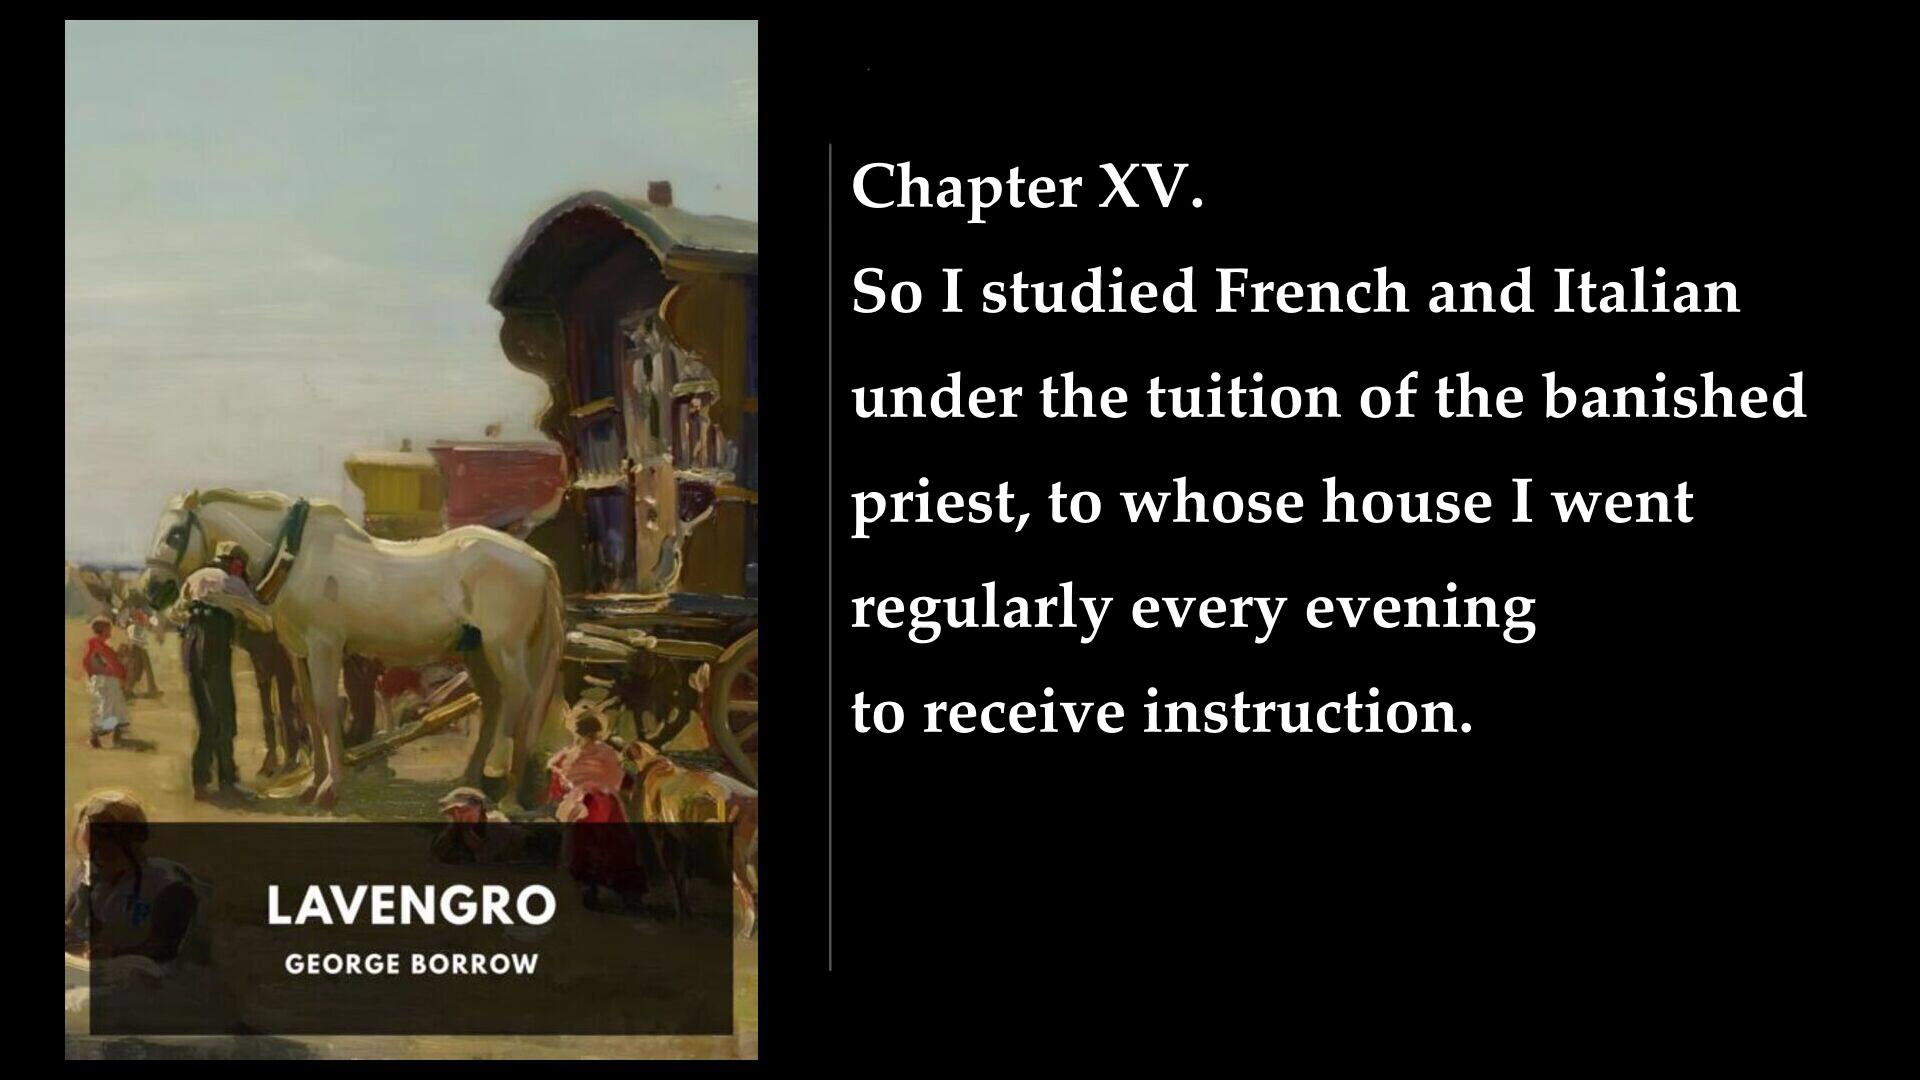 LAVENGRO
GEORGE BORROW
Chapter XV.
So I studied French and Italian
under the tuition of the banished
priest, to whose house I went
regularly every evening
to receive instruction.